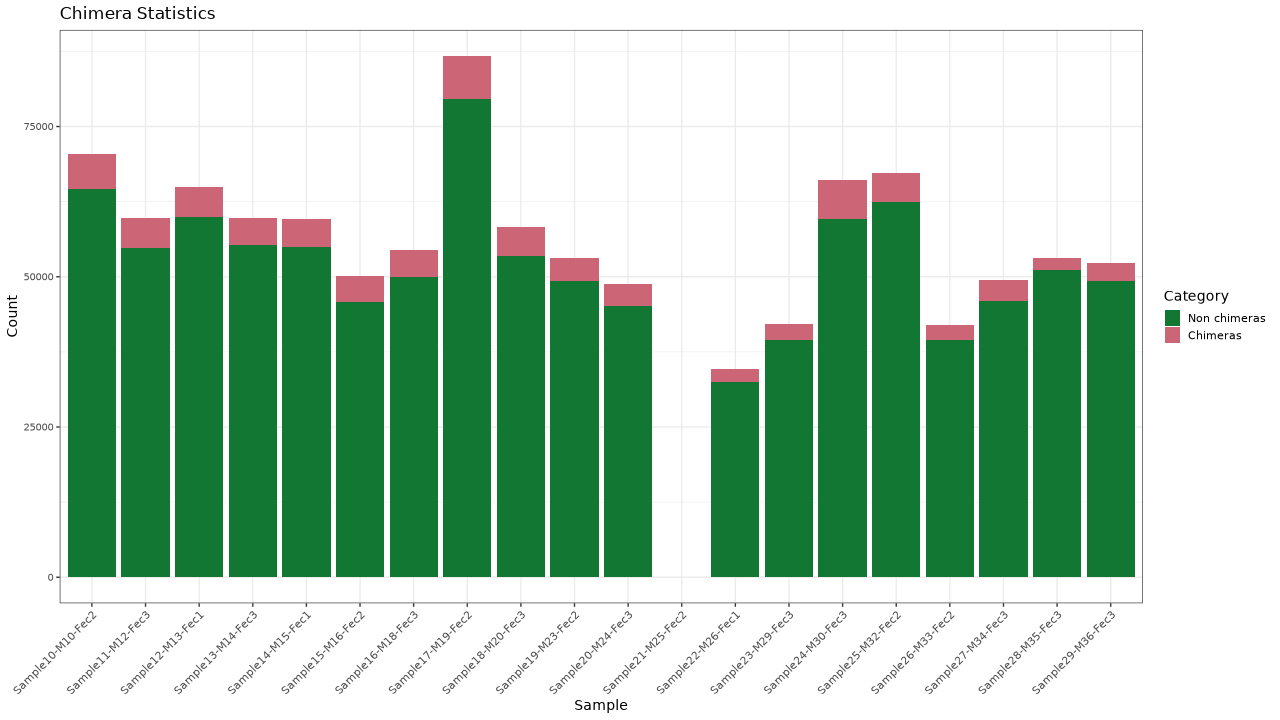 Chimera Statistics
Count
75000
50000
25000
0
Sample10-M10-Fec2
Sample11-M12-Fec3
Sample12-M13-Fec1
Sample13-M14-Fec3
Sample14-M15-Fec1
Sample15-M16-Fec2
Sample16-M18-Fec3
Sample17-M19-Fec2
Sample18-M20-Fec3
Sample19-M23-Fec2
Sample20-M24-Fec3
Sample21-M25-Fec2
Sample22-M26-Fec1
Sample23-M29-Fec3
Sample24-M30-Fec3
Sample25-M32-Fec2
Sample26-M33-Fec2
Sample27-M34-Fec3
Sample28-M35-Fec3
Sample29-M36-Fec3
Sample
Category
Non chimeras
Chimeras